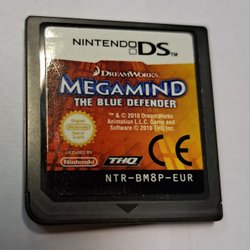 NINTENDO DS™
DREAMWORKS
MEGAMIND
THE BLUE DEFENDER
™ & © 2010 DreamWorks
Animation L.L.C. Game and
Software © 2010 THQ Inc.
Licensed by
Nintendo
THQ
CE
NTR-BM8P-EUR